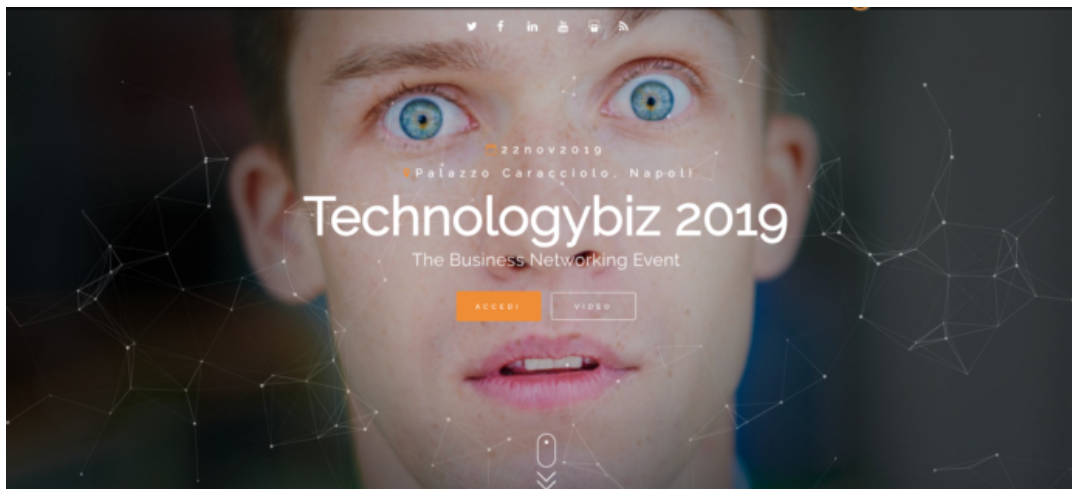 22nov2019
Palazzo Caracciolo, Napoli
Technologybiz 2019
The Business Networking Event
ACCEDI
VIDEO